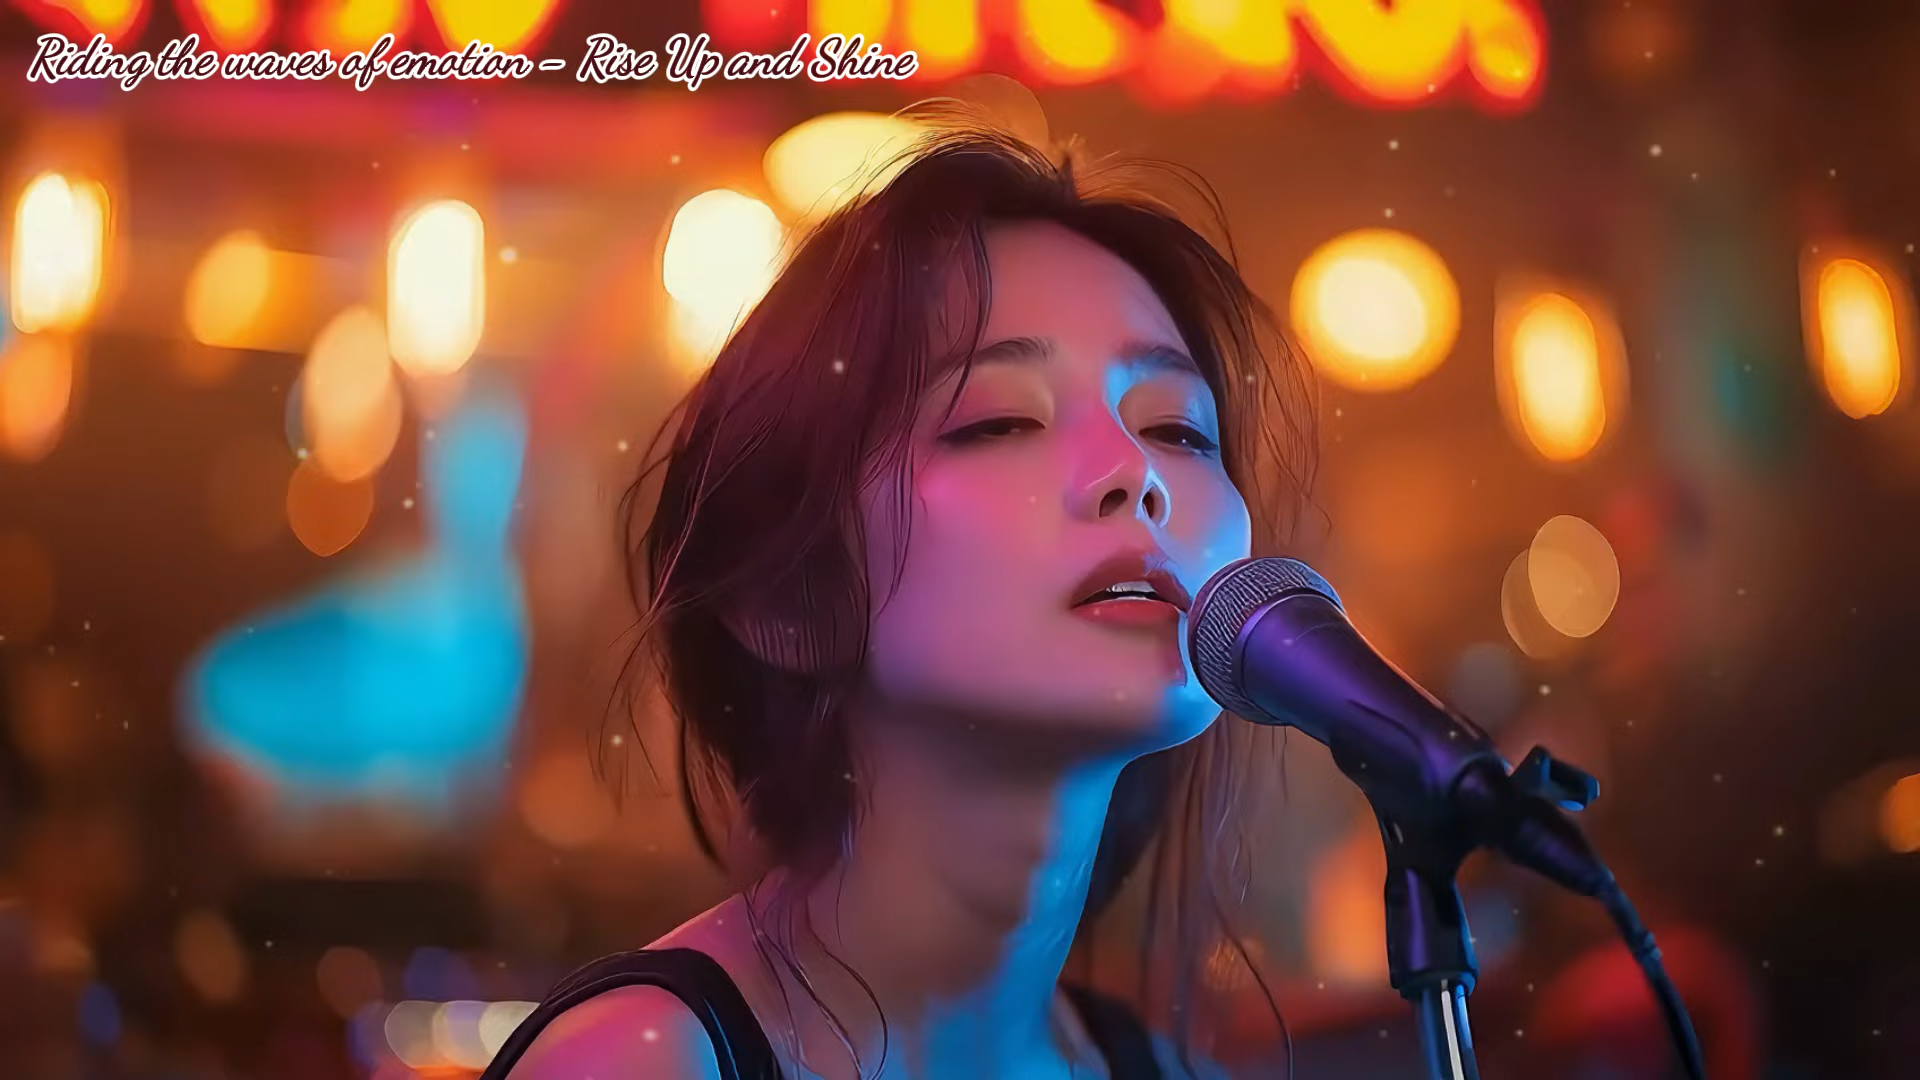 Riding the waves of emotion - Rise Up and Shine